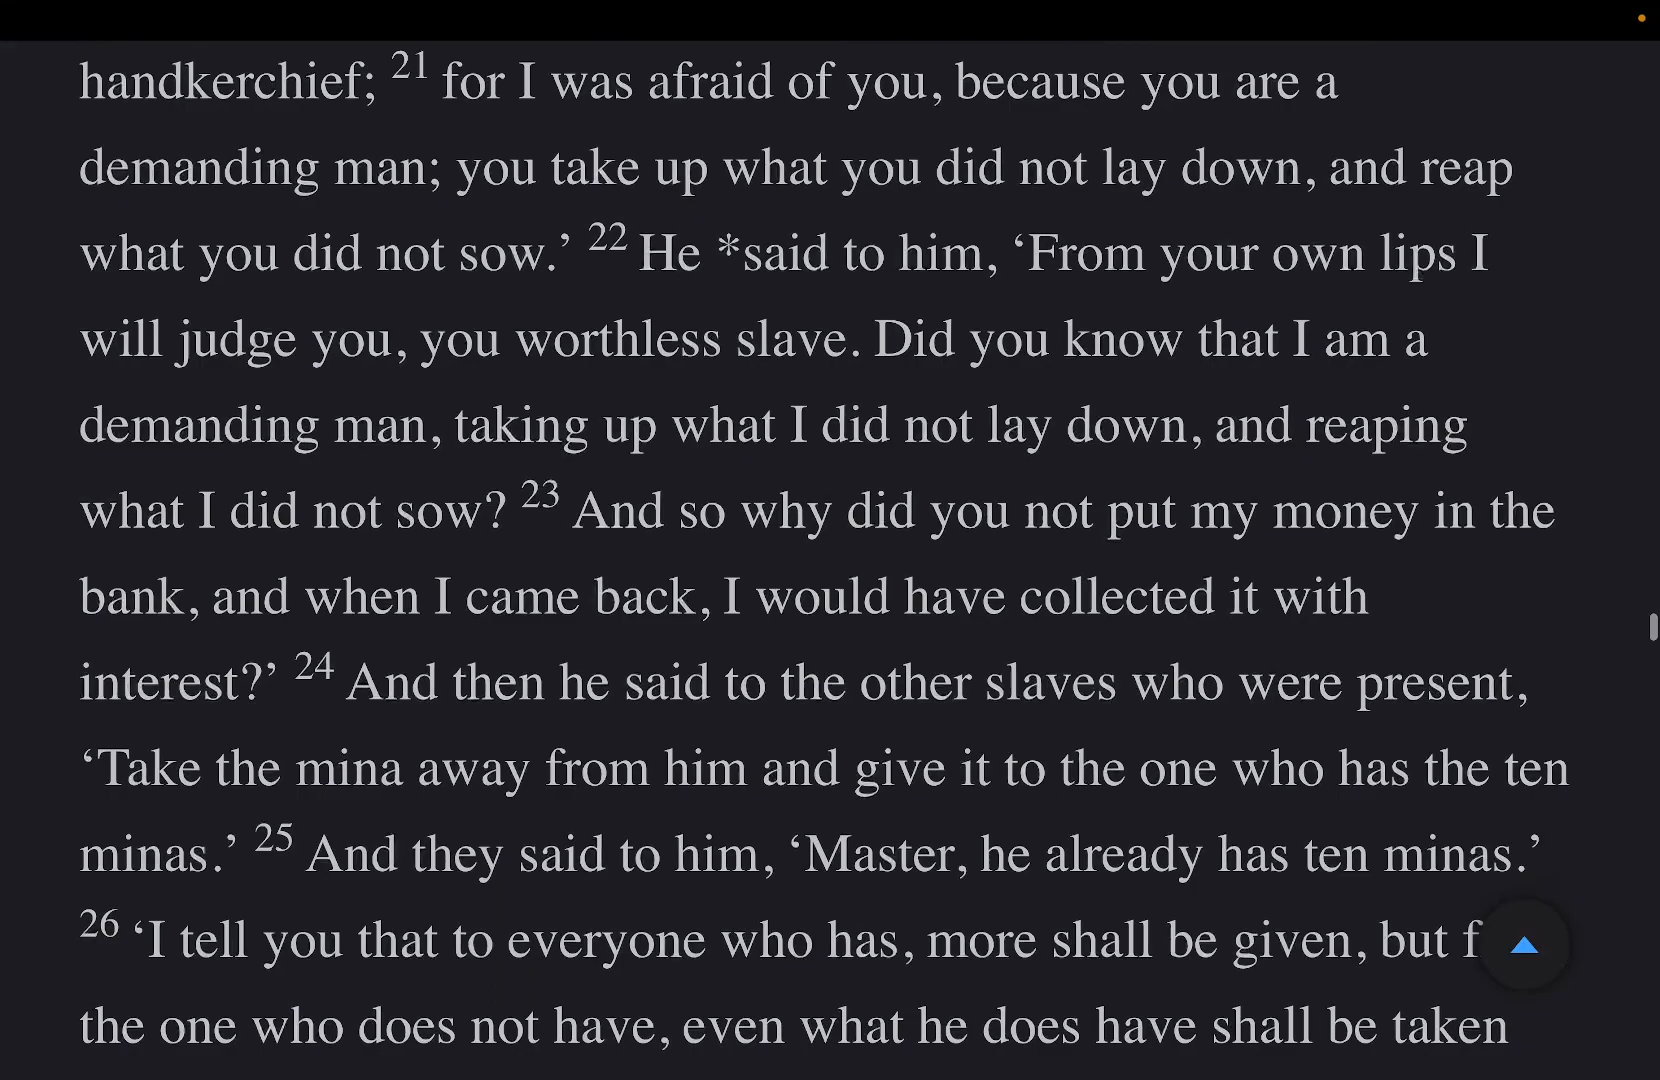 handkerchief; 21 for I was afraid of you, because you are a
demanding man; you take up what you did not lay down, and reap
what you did not sow.’ 22 He *said to him, ‘From your own lips I
will judge you, you worthless slave. Did you know that I am a
demanding man, taking up what I did not lay down, and reaping
what I did not sow? 23 And so why did you not put my money in the
bank, and when I came back, I would have collected it with
interest?’ 24 And then he said to the other slaves who were present,
‘Take the mina away from him and give it to the one who has the ten
minas.’ 25 And they said to him, ‘Master, he already has ten minas.’
26 ‘I tell you that to everyone who has, more shall be given, but
the one who does not have, even what he does have shall be taken